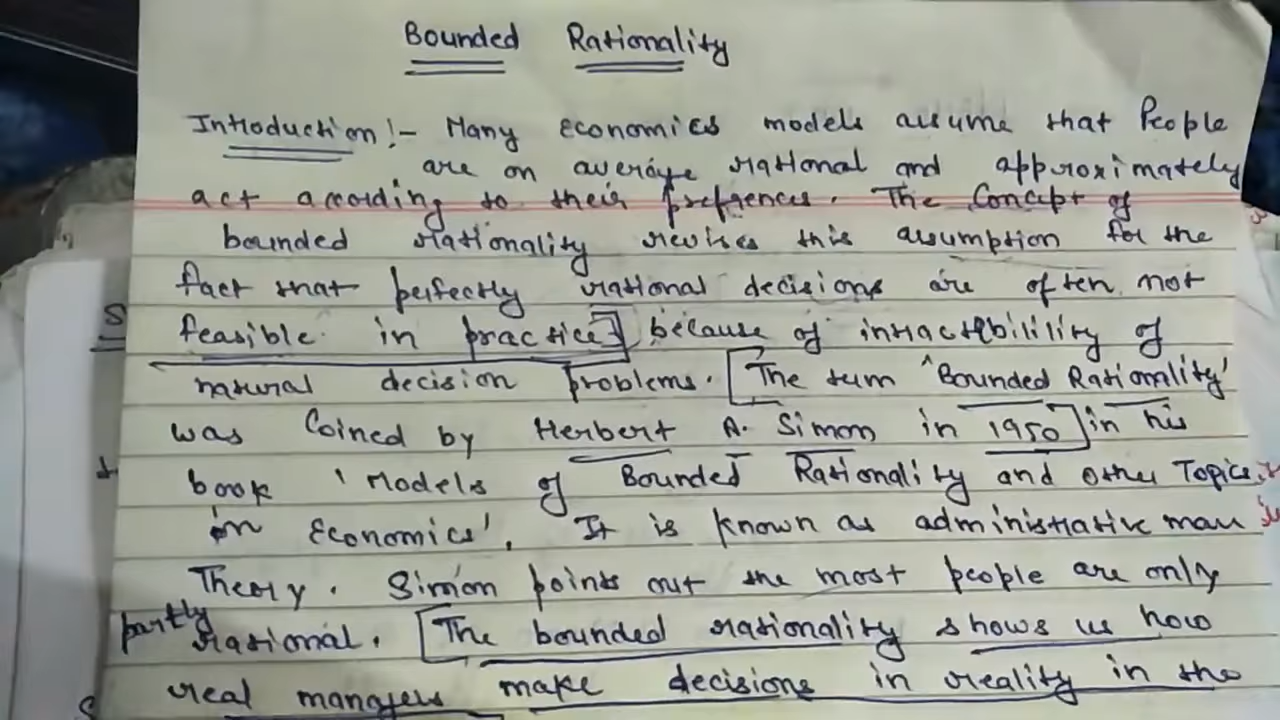 Bounded Rationality
Introduction!- Many economics models assume that People
are on average rational and approximately
act according to their prefrences. The Concept of
bounded rationality revises this assumption for the
fact that perfectly rational decisions are often not
feasible in practice] because of intractibility of
natural decision problems. [The term 'Bounded Rationality'
was Coined by Herbert A. Simon in 1950] in his
book 'Models of Bounded Rationality and other Topics
in Economics'. It is known as administrative man
Theory. Simon points out the most people are only
partly rational. [The bounded rationality shows us how
real managers make decisions in reality in the